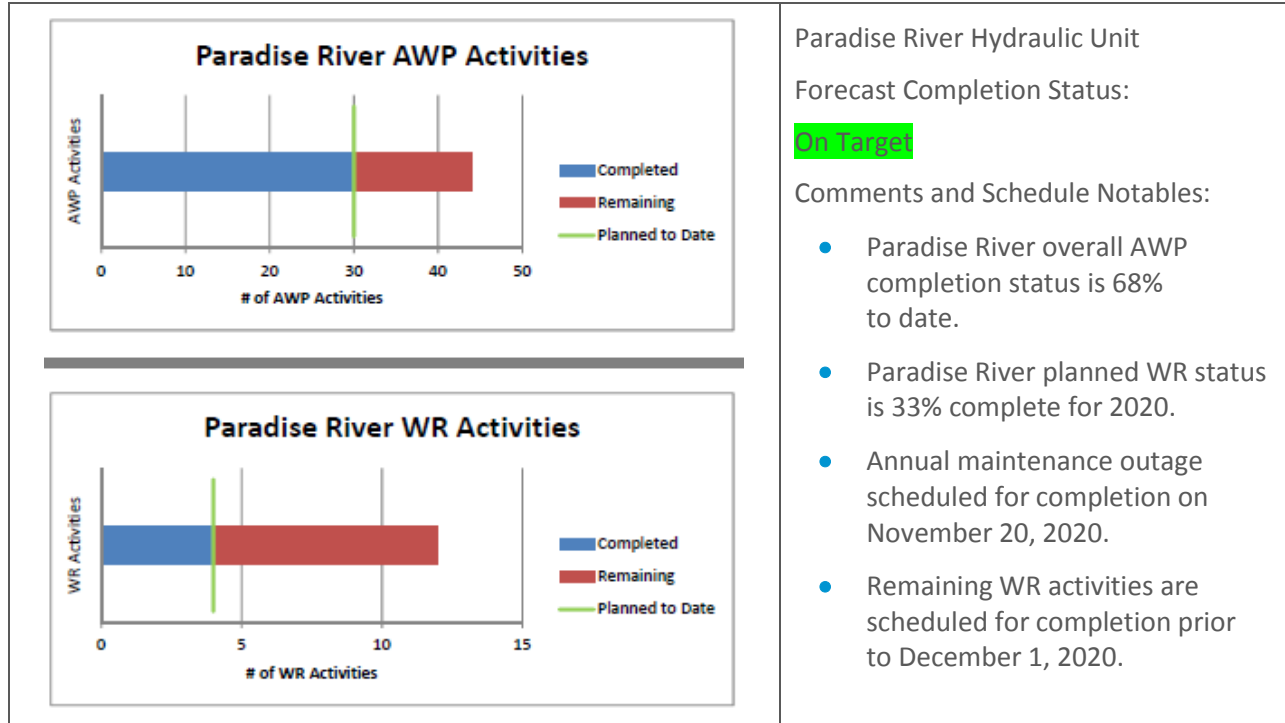 Paradise River AWP Activities
AWP Activities
Completed
Remaining
Planned to Date
0 10 20 30 40 50
# of AWP Activities
Paradise River WR Activities
WR Activities
Completed
Remaining
Planned to Date
0 5 10 15
# of WR Activities
Paradise River Hydraulic Unit
Forecast Completion Status:
On Target
Comments and Schedule Notables:
• Paradise River overall AWP
completion status is 68%
to date.
• Paradise River planned WR status
is 33% complete for 2020.
• Annual maintenance outage
scheduled for completion on
November 20, 2020.
• Remaining WR activities are
scheduled for completion prior
to December 1, 2020.